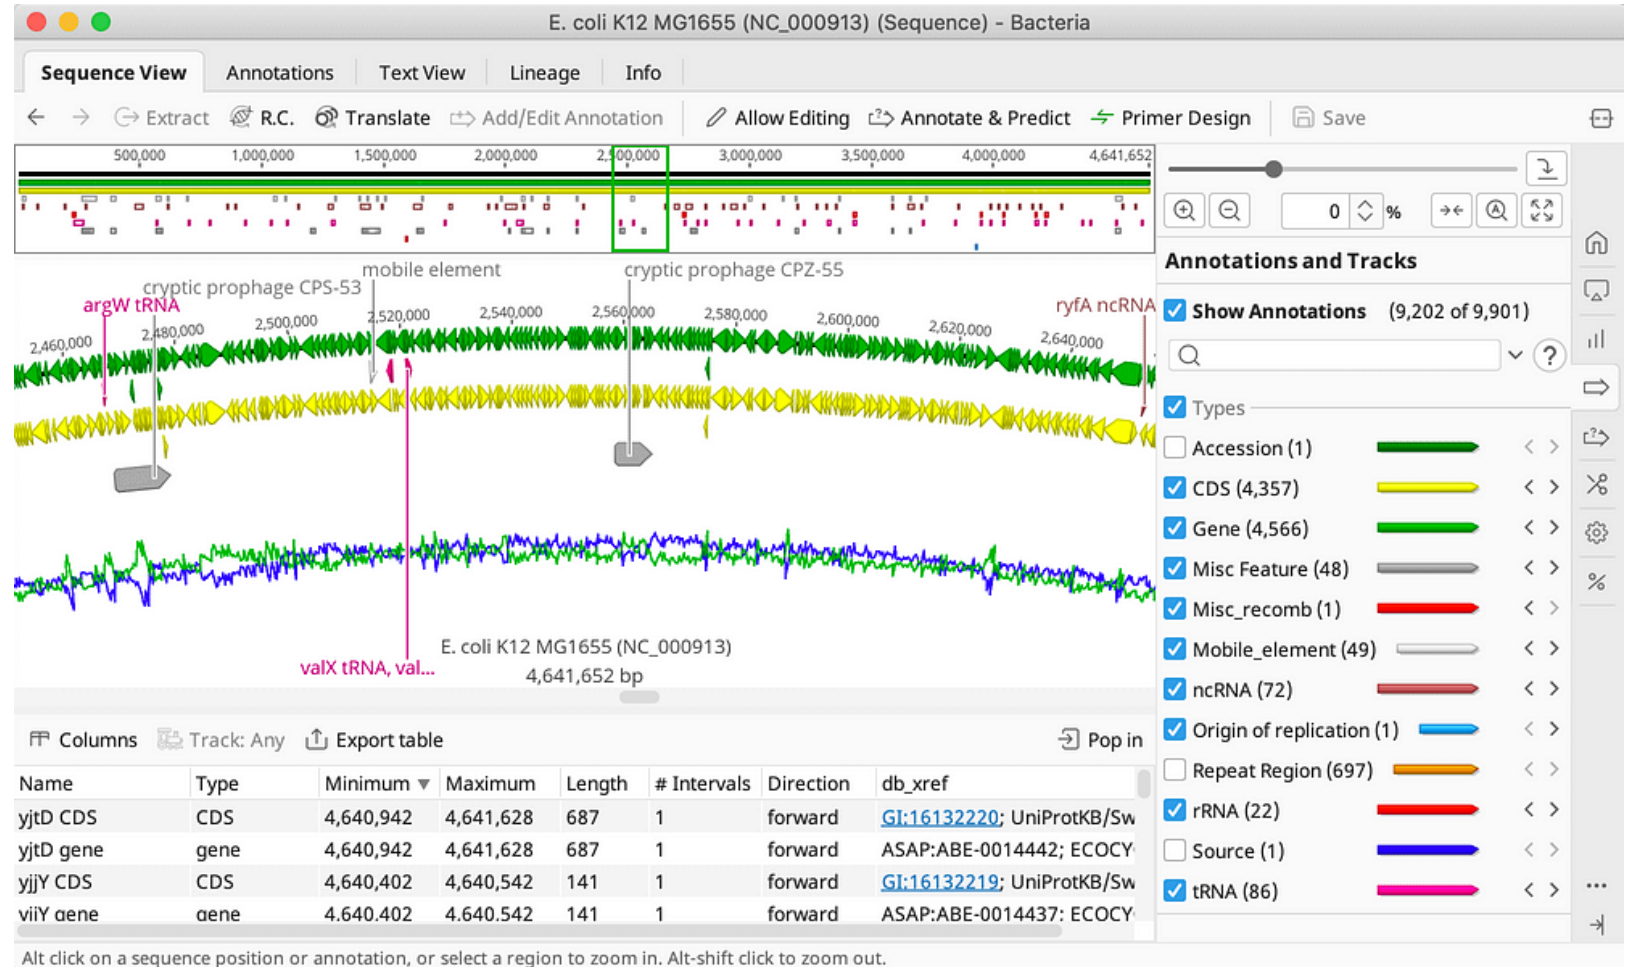 E. coli K12 MG1655 (NC_000913) (Sequence) - Bacteria
Sequence View Annotations Text View Lineage Info
Extract R.C. Translate Add/Edit Annotation Allow Editing Annotate & Predict Primer Design Save
500,000 1,000,000 1,500,000 2,000,000 2,500,000 3,000,000 3,500,000 4,000,000 4,641,652
0 %
mobile element cryptic prophage CPZ-55
cryptic prophage CPS-53
argW tRNA ryfA ncRNA
2,460,000 2,480,000 2,500,000 2,520,000 2,540,000 2,560,000 2,580,000 2,600,000 2,620,000 2,640,000
E. coli K12 MG1655 (NC_000913)
valX tRNA, val...
4,641,652 bp
Annotations and Tracks
Show Annotations (9,202 of 9,901)
?
Types
Accession (1)
CDS (4,357)
Gene (4,566)
Misc Feature (48)
Misc_recomb (1)
Mobile_element (49)
ncRNA (72)
Origin of replication (1)
Repeat Region (697)
rRNA (22)
Source (1)
tRNA (86)
Columns Track: Any Export table Pop in
Name Type Minimum Maximum Length # Intervals Direction db_xref
yjtD CDS CDS 4,640,942 4,641,628 687 1 forward GI:16132220; UniProtKB/Sw
yjtD gene gene 4,640,942 4,641,628 687 1 forward ASAP:ABE-0014442; ECOCY
yjjY CDS CDS 4,640,402 4,640,542 141 1 forward GI:16132219; UniProtKB/Sw
yjjY gene gene 4,640,402 4,640,542 141 1 forward ASAP:ABE-0014437; ECOCY
Alt click on a sequence position or annotation, or select a region to zoom in. Alt-shift click to zoom out.